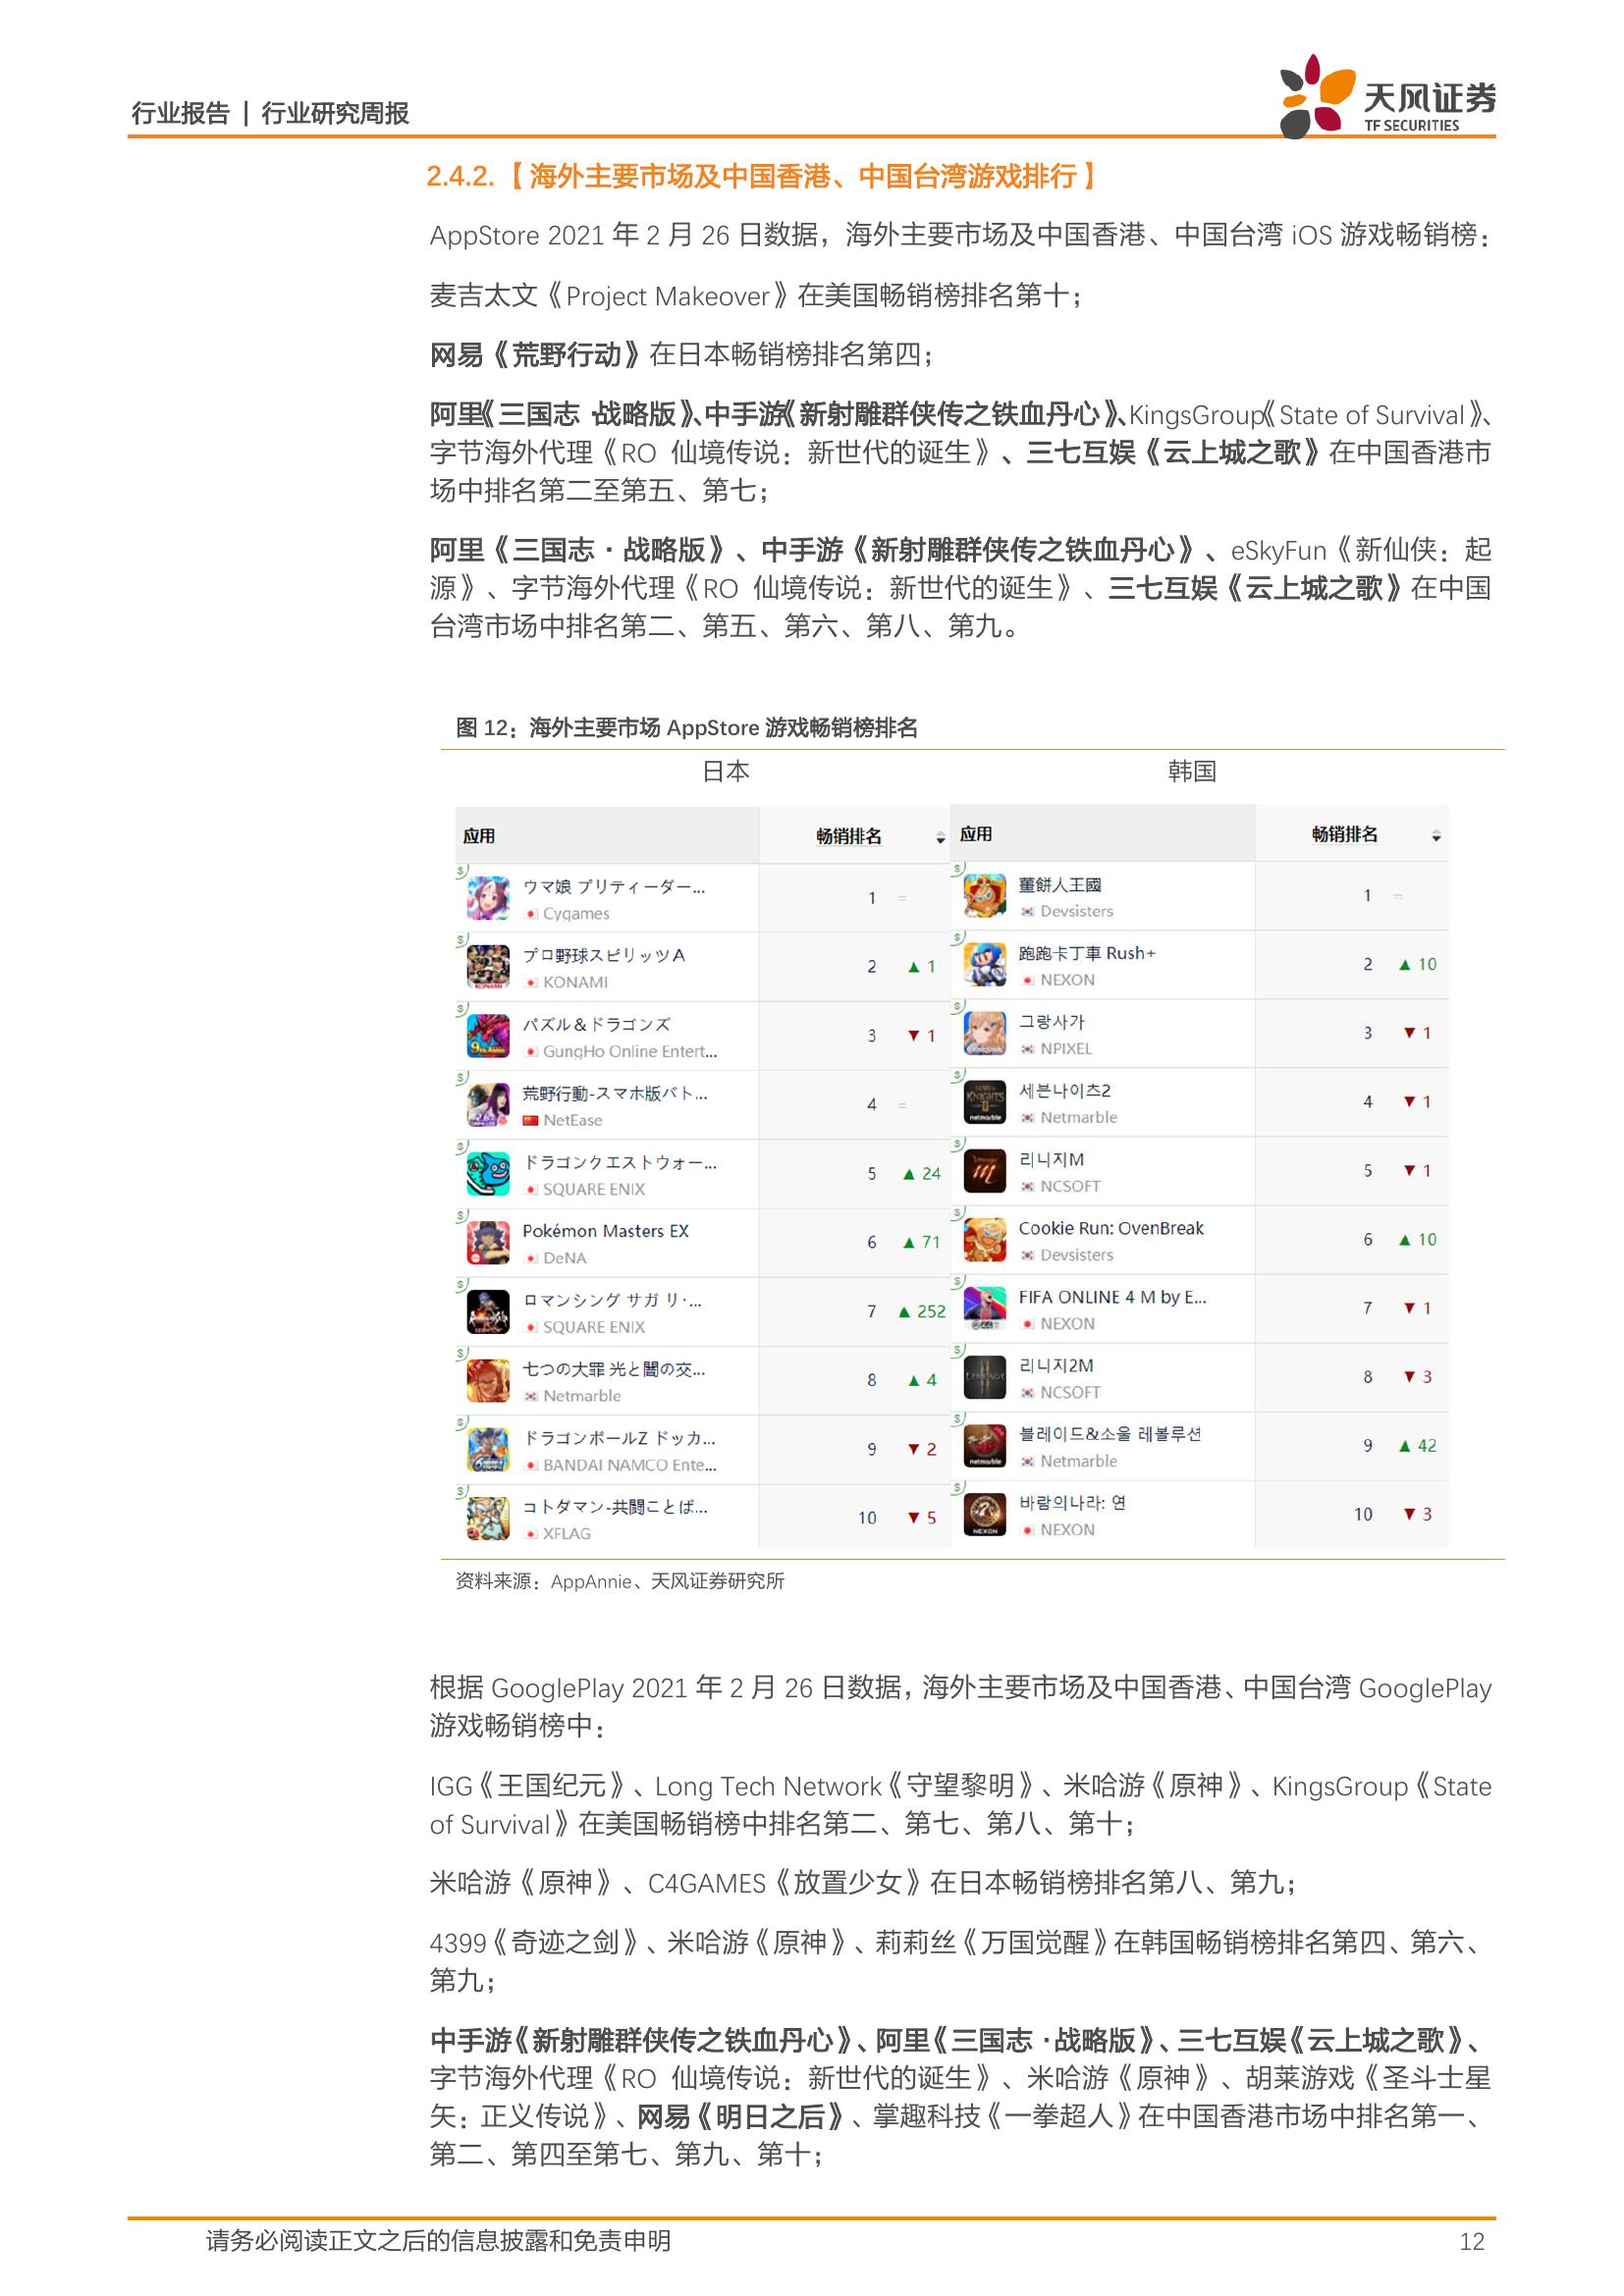 行业报告 | 行业研究周报
天风证券
TF SECURITIES
2.4.2.【海外主要市场及中国香港、中国台湾游戏排行】
AppStore 2021 年 2 月 26 日数据，海外主要市场及中国香港、中国台湾 iOS 游戏畅销榜：
麦吉太文《Project Makeover》在美国畅销榜排名第十；
网易《荒野行动》在日本畅销榜排名第四；
阿里《三国志·战略版》、中手游《新射雕群侠传之铁血丹心》、KingsGroup《State of Survival》、
字节海外代理《RO 仙境传说：新世代的诞生》、三七互娱《云上城之歌》在中国香港市
场中排名第二至第五、第七；
阿里《三国志·战略版》、中手游《新射雕群侠传之铁血丹心》、eSkyFun《新仙侠：起
源》、字节海外代理《RO 仙境传说：新世代的诞生》、三七互娱《云上城之歌》在中国
台湾市场中排名第二、第五、第六、第八、第九。
图 12：海外主要市场 AppStore 游戏畅销榜排名
日本 韩国
应用 畅销排名 应用 畅销排名
ウマ娘 プリティーダー... 1 = 薑餅人王國 1 =
Cygames Devsisters
プロ野球スピリッツA 2 ▲ 1 跑跑卡丁車 Rush+ 2 ▲ 10
KONAMI NEXON
パズル＆ドラゴンズ 3 ▼ 1 그랑사가 3 ▼ 1
GungHo Online Entert... NPIXEL
荒野行動-スマホ版バト... 4 = 세븐나이츠2 4 ▼ 1
NetEase Netmarble
ドラゴンクエストウォー... 5 ▲ 24 리니지M 5 ▼ 1
SQUARE ENIX NCSOFT
Pokémon Masters EX 6 ▲ 71 Cookie Run: OvenBreak 6 ▲ 10
DeNA Devsisters
ロマンシング サガ リ·... 7 ▲ 252 FIFA ONLINE 4 M by E... 7 ▼ 1
SQUARE ENIX NEXON
七つの大罪 光と闇の交... 8 ▲ 4 리니지2M 8 ▼ 3
Netmarble NCSOFT
ドラゴンボールZ ドッカ... 9 ▼ 2 블레이드&소울 레볼루션 9 ▲ 42
BANDAI NAMCO Ente... Netmarble
コトダマン-共闘ことば... 10 ▼ 5 바람의나라: 연 10 ▼ 3
XFLAG NEXON
资料来源：AppAnnie、天风证券研究所
根据 GooglePlay 2021 年 2 月 26 日数据，海外主要市场及中国香港、中国台湾 GooglePlay
游戏畅销榜中：
IGG《王国纪元》、Long Tech Network《守望黎明》、米哈游《原神》、KingsGroup《State
of Survival》在美国畅销榜中排名第二、第七、第八、第十；
米哈游《原神》、C4GAMES《放置少女》在日本畅销榜排名第八、第九；
4399《奇迹之剑》、米哈游《原神》、莉莉丝《万国觉醒》在韩国畅销榜排名第四、第六、
第九；
中手游《新射雕群侠传之铁血丹心》、阿里《三国志·战略版》、三七互娱《云上城之歌》、
字节海外代理《RO 仙境传说：新世代的诞生》、米哈游《原神》、胡莱游戏《圣斗士星
矢：正义传说》、网易《明日之后》、掌趣科技《一拳超人》在中国香港市场中排名第一、
第二、第四至第七、第九、第十；
请务必阅读正文之后的信息披露和免责申明 12